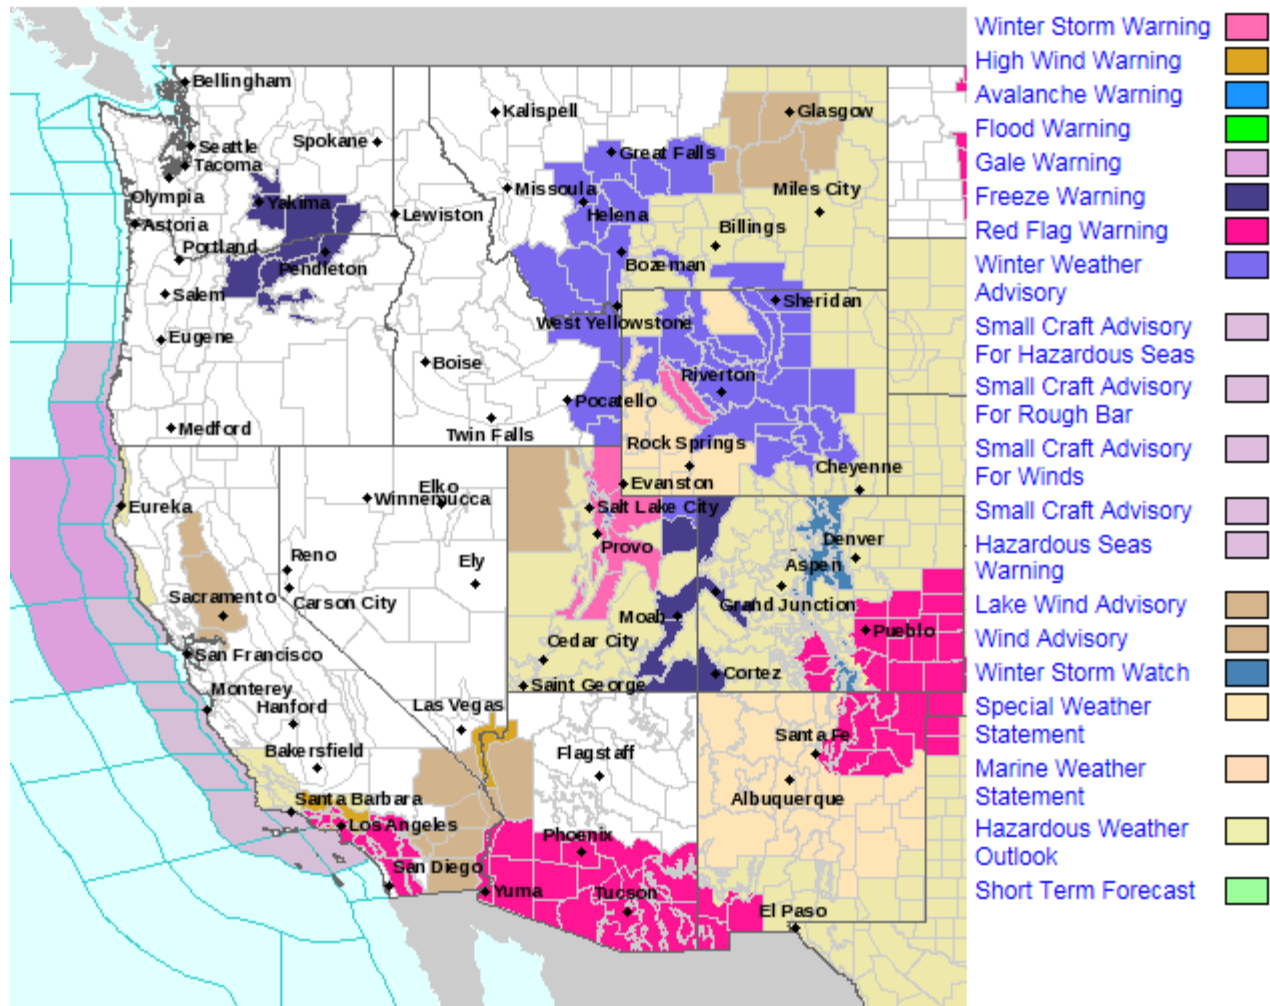 Bellingham
Seattle
Tacoma
Spokane
Olympia
Yakima
Astoria
Lewiston
Portland
Pendleton
Salem
Eugene
Medford
Kalispell
Great Falls
Glasgow
Missoula
Helena
Miles City
Billings
Bozeman
West Yellowstone
Sheridan
Boise
Pocatello
Twin Falls
Riverton
Rock Springs
Evanston
Cheyenne
Eureka
Elko
Winnemucca
Reno
Carson City
Ely
Sacramento
San Francisco
Monterey
Hanford
Bakersfield
Las Vegas
Santa Barbara
Los Angeles
San Diego
Salt Lake City
Provo
Moab
Cedar City
Saint George
Denver
Aspen
Grand Junction
Pueblo
Cortez
Flagstaff
Phoenix
Yuma
Tucson
Santa Fe
Albuquerque
El Paso
Winter Storm Warning
High Wind Warning
Avalanche Warning
Flood Warning
Gale Warning
Freeze Warning
Red Flag Warning
Winter Weather
Advisory
Small Craft Advisory
For Hazardous Seas
Small Craft Advisory
For Rough Bar
Small Craft Advisory
For Winds
Small Craft Advisory
Hazardous Seas
Warning
Lake Wind Advisory
Wind Advisory
Winter Storm Watch
Special Weather
Statement
Marine Weather
Statement
Hazardous Weather
Outlook
Short Term Forecast